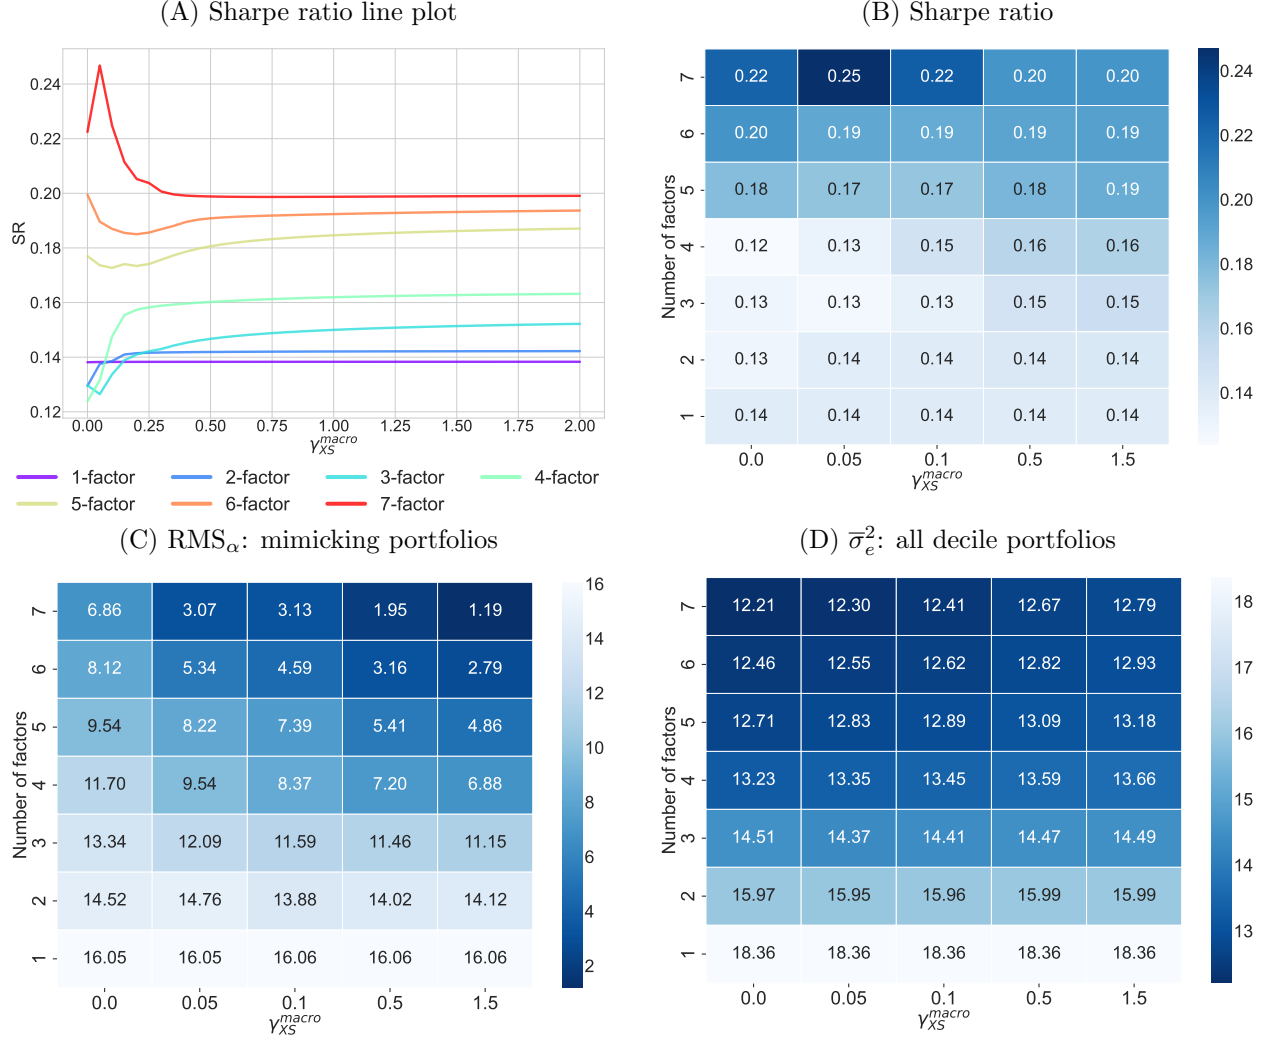 (A) Sharpe ratio line plot
SR
0.24
0.22
0.20
0.18
0.16
0.14
0.12
0.00 0.25 0.50 0.75 1.00 1.25 1.50 1.75 2.00
γ_{XS}^{macro}
1-factor 2-factor 3-factor 4-factor
5-factor 6-factor 7-factor
(B) Sharpe ratio
Number of factors
7 0.22 0.25 0.22 0.20 0.20
6 0.20 0.19 0.19 0.19 0.19
5 0.18 0.17 0.17 0.18 0.19
4 0.12 0.13 0.15 0.16 0.16
3 0.13 0.13 0.13 0.15 0.15
2 0.13 0.14 0.14 0.14 0.14
1 0.14 0.14 0.14 0.14 0.14
0.0 0.05 0.1 0.5 1.5
γ_{XS}^{macro}
0.24
0.22
0.20
0.18
0.16
0.14
(C) RMS_α: mimicking portfolios
Number of factors
7 6.86 3.07 3.13 1.95 1.19
6 8.12 5.34 4.59 3.16 2.79
5 9.54 8.22 7.39 5.41 4.86
4 11.70 9.54 8.37 7.20 6.88
3 13.34 12.09 11.59 11.46 11.15
2 14.52 14.76 13.88 14.02 14.12
1 16.05 16.05 16.06 16.06 16.06
0.0 0.05 0.1 0.5 1.5
γ_{XS}^{macro}
16
14
12
10
8
6
4
2
(D) σ̅_e^2: all decile portfolios
Number of factors
7 12.21 12.30 12.41 12.67 12.79
6 12.46 12.55 12.62 12.82 12.93
5 12.71 12.83 12.89 13.09 13.18
4 13.23 13.35 13.45 13.59 13.66
3 14.51 14.37 14.41 14.47 14.49
2 15.97 15.95 15.96 15.99 15.99
1 18.36 18.36 18.36 18.36 18.36
0.0 0.05 0.1 0.5 1.5
γ_{XS}^{macro}
18
17
16
15
14
13